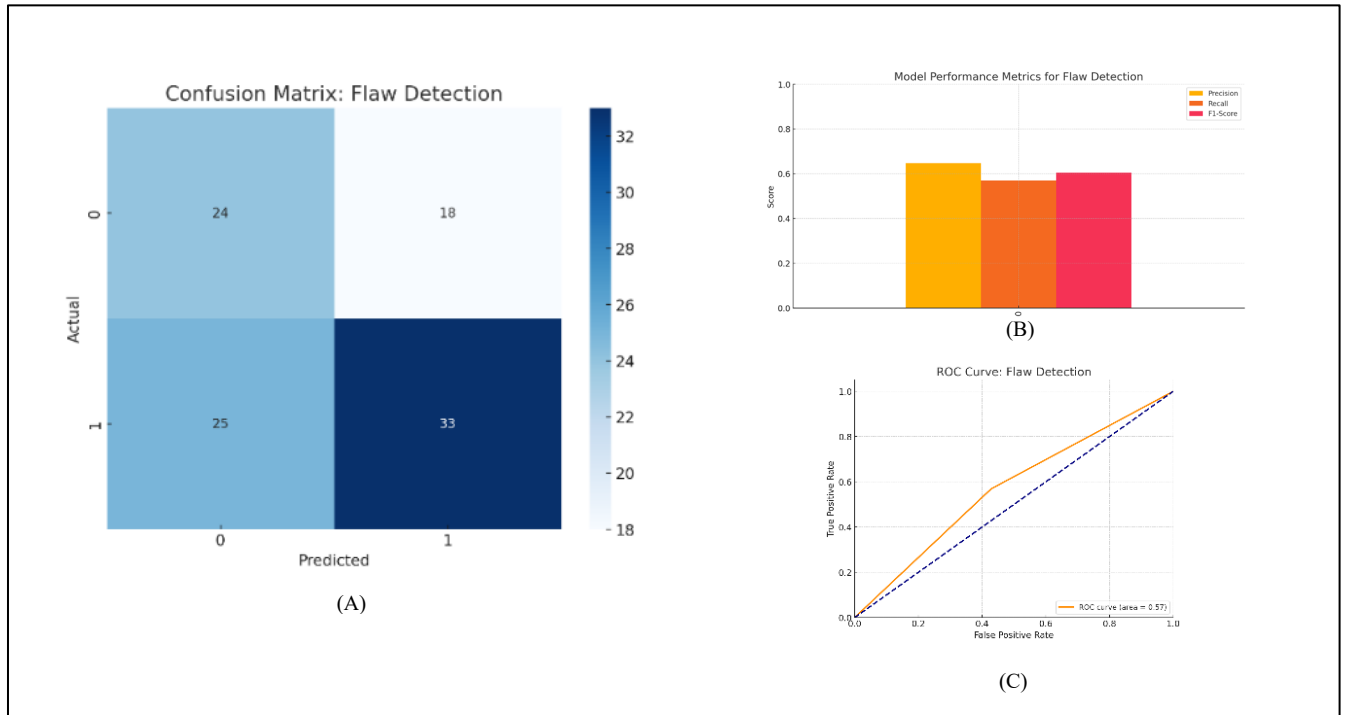 Confusion Matrix: Flaw Detection
Actual
0
24
18
1
25
33
0
1
Predicted
32
30
28
26
24
22
20
18
(A)
Model Performance Metrics for Flaw Detection
Precision
Recall
F1-Score
Score
1.0
0.8
0.6
0.4
0.2
0.0
0
(B)
ROC Curve: Flaw Detection
True Positive Rate
1.0
0.8
0.6
0.4
0.2
0.0
ROC curve (area = 0.57)
0.0 0.2 0.4 0.6 0.8 1.0
False Positive Rate
(C)